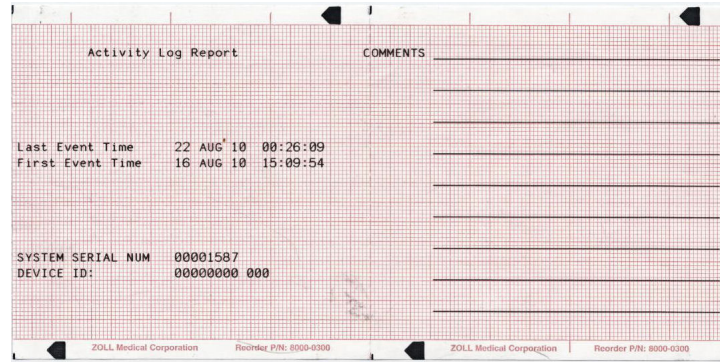 Activity Log Report
COMMENTS
Last Event Time 22 AUG 10 00:26:09
First Event Time 16 AUG 10 15:09:54
SYSTEM SERIAL NUM 00001587
DEVICE ID: 00000000 000
ZOLL Medical Corporation Reorder P/N: 8000-0300
ZOLL Medical Corporation Reorder P/N: 8000-0300